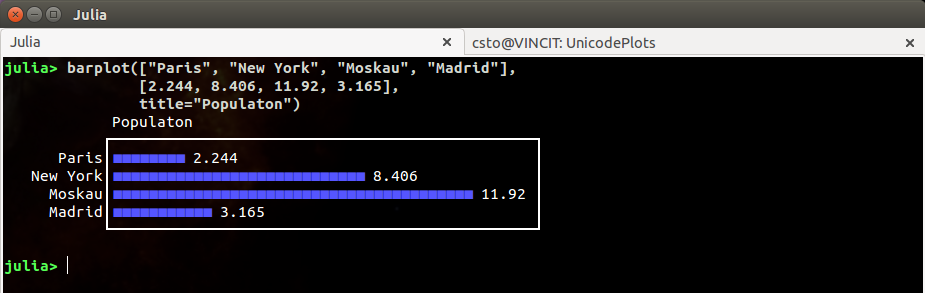 Julia
Julia
csto@VINCIT: UnicodePlots
julia> barplot(["Paris", "New York", "Moskau", "Madrid"],
[2.244, 8.406, 11.92, 3.165],
title="Populaton")
Populaton
Paris 2.244
New York 8.406
Moskau 11.92
Madrid 3.165
julia>